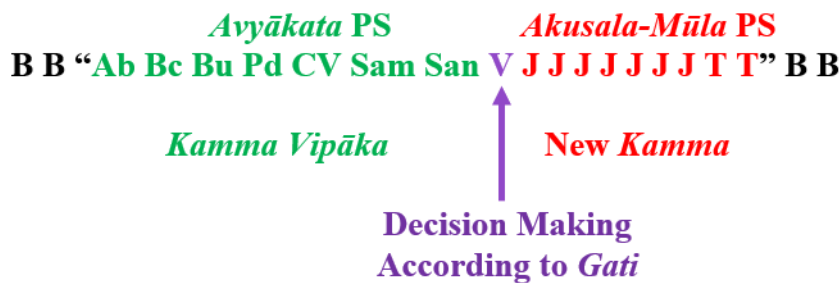 Avyākata PS Akusala-Mūla PS
B B “Ab Bc Bu Pd CV Sam San V J J J J J J J T T” B B
Kamma Vipāka New Kamma
Decision Making
According to Gati